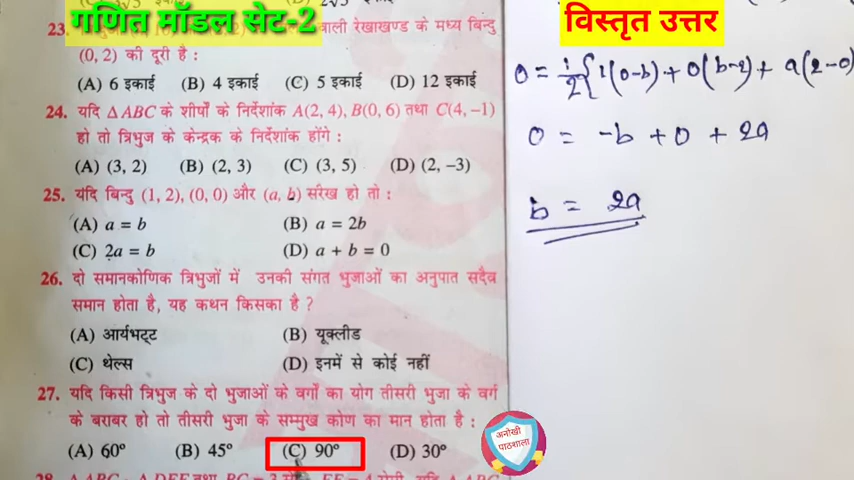 गणित मॉडल सेट-2
विस्तृत उत्तर
23. वाली रेखाखण्ड के मध्य बिन्दु
(0, 2) की दूरी है :
(A) 6 इकाई (B) 4 इकाई (C) 5 इकाई (D) 12 इकाई
24. यदि ΔABC के शीर्षों के निर्देशांक A(2, 4), B(0, 6) तथा C(4, −1)
हो तो त्रिभुज के केन्द्रक के निर्देशांक होंगे :
(A) (3, 2) (B) (2, 3) (C) (3, 5) (D) (2, −3)
25. यदि बिन्दु (1, 2), (0, 0) और (a, b) सरेख हो तो :
(A) a = b (B) a = 2b
(C) 2a = b (D) a + b = 0
26. दो समानकोणिक त्रिभुजों में उनकी संगत भुजाओं का अनुपात सदैव
समान होता है, यह कथन किसका है ?
(A) आर्यभट्ट (B) यूक्लीड
(C) थेल्स (D) इनमें से कोई नहीं
27. यदि किसी त्रिभुज के दो भुजाओं के वर्गों का योग तीसरी भुजा के वर्ग
के बराबर हो तो तीसरी भुजा के सम्मुख कोण का मान होता है :
(A) 60° (B) 45° (C) 90° (D) 30°
0 = 1/2{1(0-b) + 0(b-2) + a(2-0)
0 = -b + 0 + 2a
b = 2a
अनोखी
पाठशाला